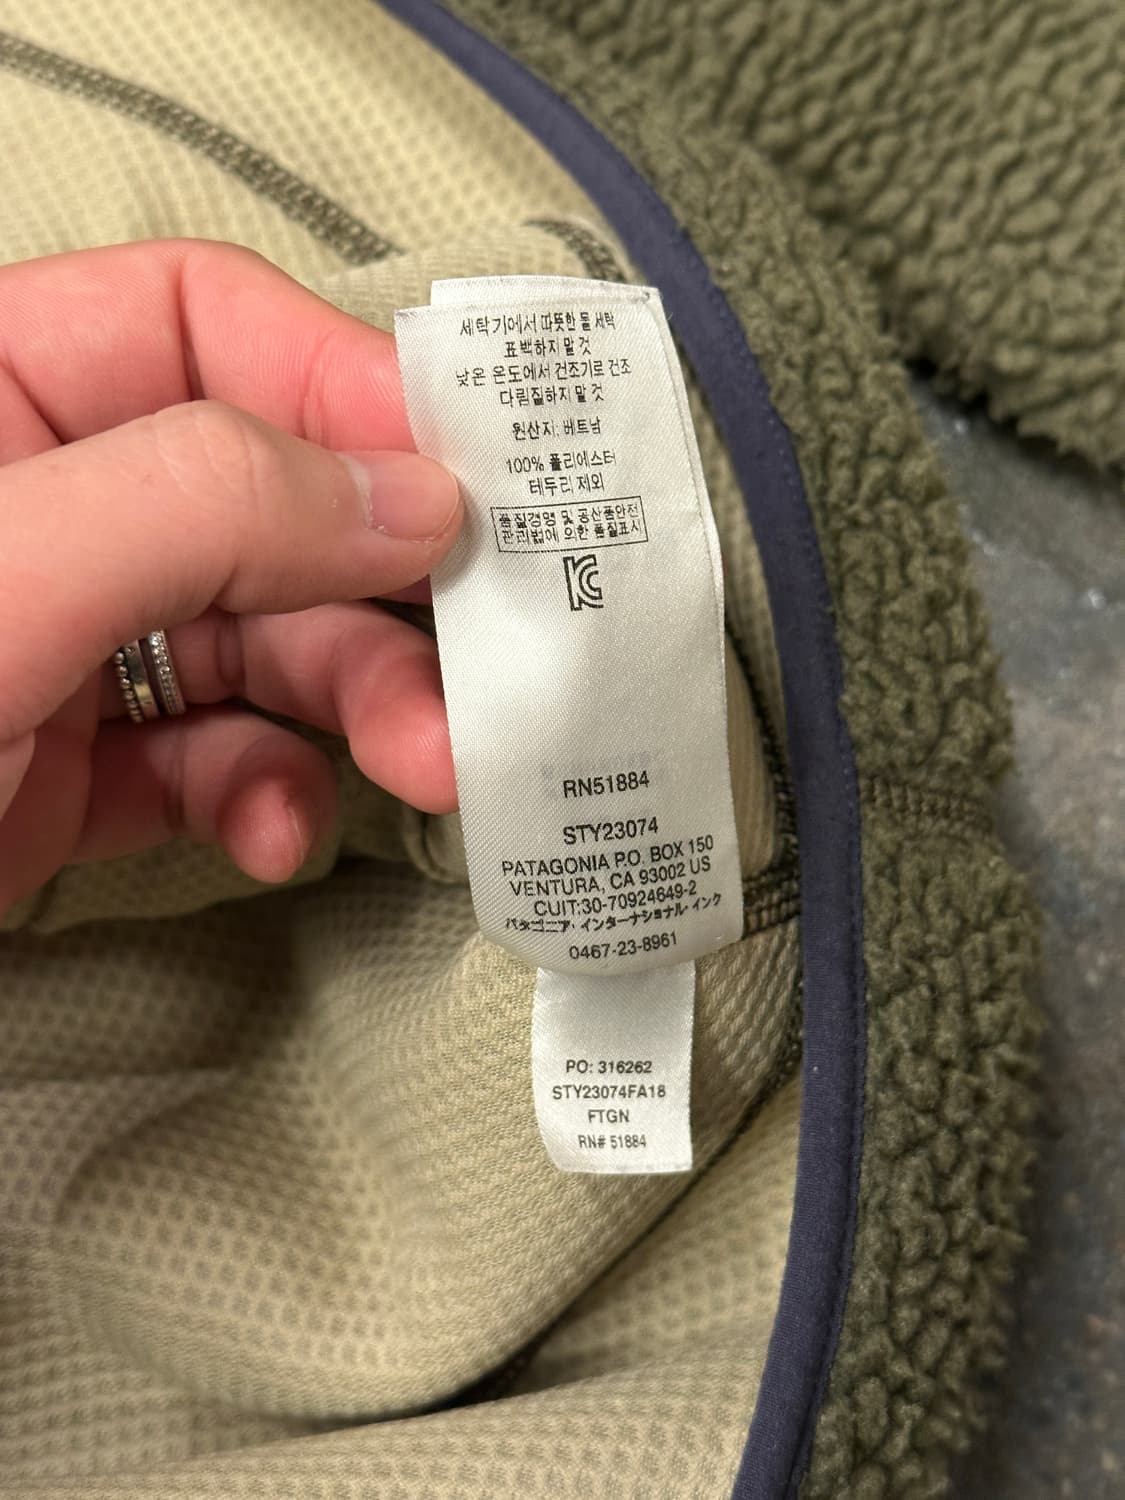 세탁기에서 따뜻한 물 세탁
표백하지 말 것
낮은 온도에서 건조기로 건조
다림질하지 말 것
원산지: 베트남
100% 폴리에스터
테두리 제외
품질경영 및 공산품안전
관리법에 의한 품질표시
KC
RN51884
STY23074
PATAGONIA P.O. BOX 150
VENTURA, CA 93002 US
CUIT:30-70924649-2
パタゴニア・インターナショナル・インク
0467-23-8961
PO: 316262
STY23074FA18
FTGN
RN# 51884